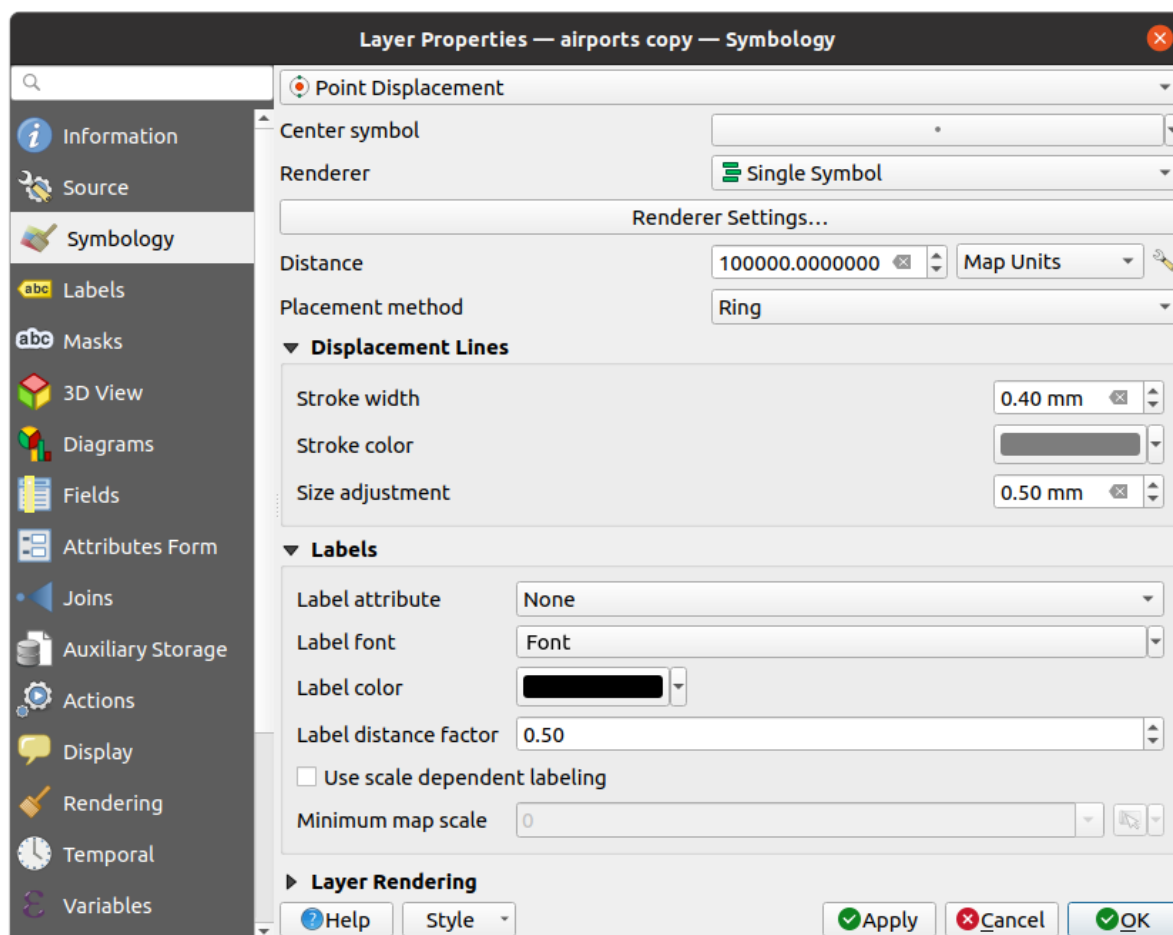 Layer Properties — airports copy — Symbology
Information
Source
Symbology
abc Labels
abc Masks
3D View
Diagrams
Fields
Attributes Form
Joins
Auxiliary Storage
Actions
Display
Rendering
Temporal
ε Variables
Point Displacement
Center symbol
Renderer Single Symbol
Renderer Settings...
Distance 100000.0000000 Map Units
Placement method Ring
Displacement Lines
Stroke width 0.40 mm
Stroke color
Size adjustment 0.50 mm
Labels
Label attribute None
Label font Font
Label color
Label distance factor 0.50
Use scale dependent labeling
Minimum map scale 0
Layer Rendering
Help Style Apply Cancel OK